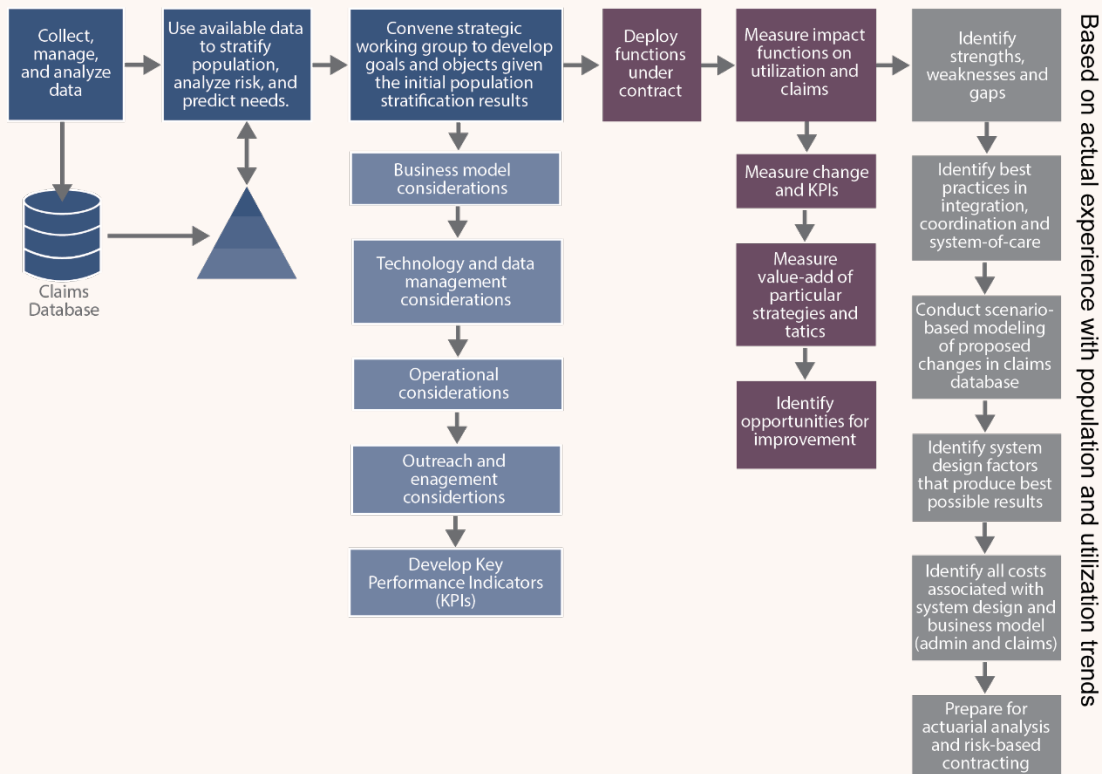 Collect,
manage,
and analyze
data
Use available data
to stratify
population,
analyze risk, and
predict needs.
Convene strategic
working group to develop
goals and objects given
the initial population
stratification results
Deploy
functions
under
contract
Measure impact
functions on
utilization and
claims
Identify
strengths,
weaknesses and
gaps
Claims
Database
Business model
considerations
Technology and data
management
considerations
Operational
considerations
Outreach and
enagement
considertions
Develop Key
Performance Indicators
(KPIs)
Measure change
and KPIs
Measure
value-add of
particular
strategies and
tatics
Identify
opportunities for
improvement
Identify best
practices in
integration,
coordination and
system-of-care
Conduct scenario-
based modeling
of proposed
changes in claims
database
Identify system
design factors
that produce best
possible results
Identify all costs
associated with
system design and
business model
(admin and claims)
Prepare for
actuarial analysis
and risk-based
contracting
Based on actual experience with population and utilization trends